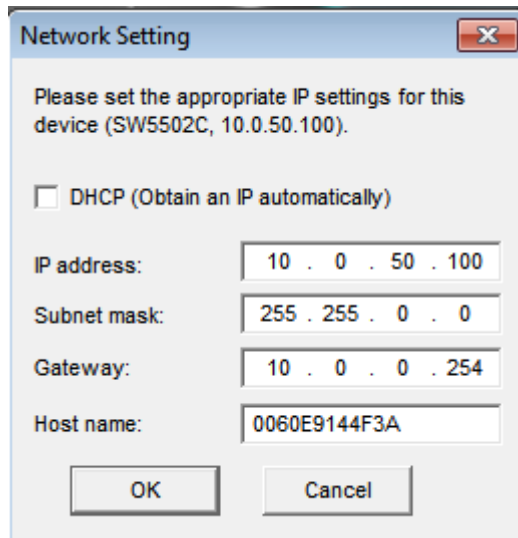 Network Setting
Please set the appropriate IP settings for this
device (SW5502C, 10.0.50.100).
DHCP (Obtain an IP automatically)
IP address: 10 . 0 . 50 . 100
Subnet mask: 255 . 255 . 0 . 0
Gateway: 10 . 0 . 0 . 254
Host name: 0060E9144F3A
OK Cancel